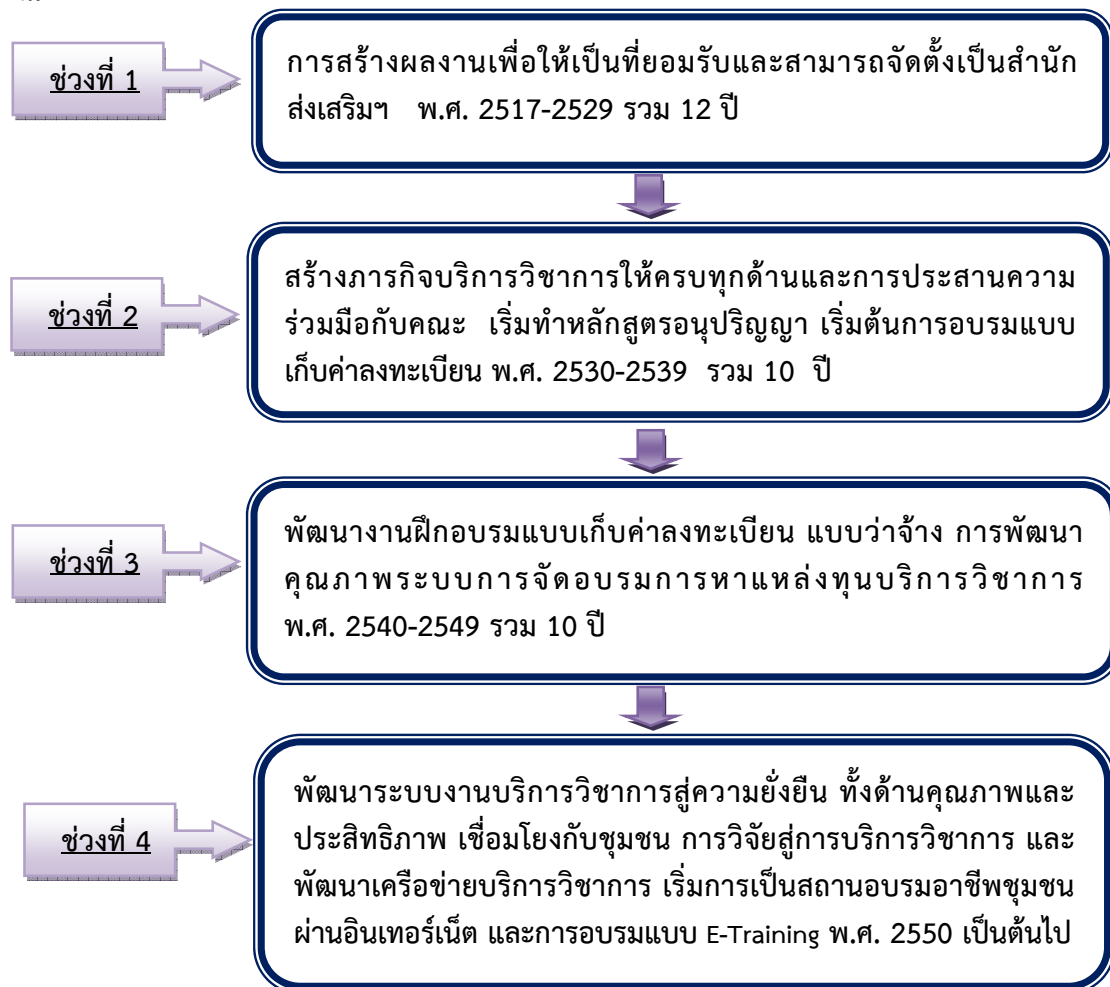 ช่วงที่ 1
การสร้างผลงานเพื่อให้เป็นที่ยอมรับและสามารถจัดตั้งเป็นสำนัก
ส่งเสริมฯ พ.ศ. 2517-2529 รวม 12 ปี
ช่วงที่ 2
สร้างภารกิจบริการวิชาการให้ครบทุกด้านและการประสานความ
ร่วมมือกับคณะ เริ่มทำหลักสูตรอนุปริญญา เริ่มต้นการอบรมแบบ
เก็บค่าลงทะเบียน พ.ศ. 2530-2539 รวม 10 ปี
ช่วงที่ 3
พัฒนางานฝึกอบรมแบบเก็บค่าลงทะเบียน แบบว่าจ้าง การพัฒนา
คุณภาพระบบการจัดอบรมการหาแหล่งทุนบริการวิชาการ
พ.ศ. 2540-2549 รวม 10 ปี
ช่วงที่ 4
พัฒนาระบบงานบริการวิชาการสู่ความยั่งยืน ทั้งด้านคุณภาพและ
ประสิทธิภาพ เชื่อมโยงกับชุมชน การวิจัยสู่การบริการวิชาการ และ
พัฒนาเครือข่ายบริการวิชาการ เริ่มการเป็นสถานอบรมอาชีพชุมชน
ผ่านอินเทอร์เน็ต และการอบรมแบบ E-Training พ.ศ. 2550 เป็นต้นไป